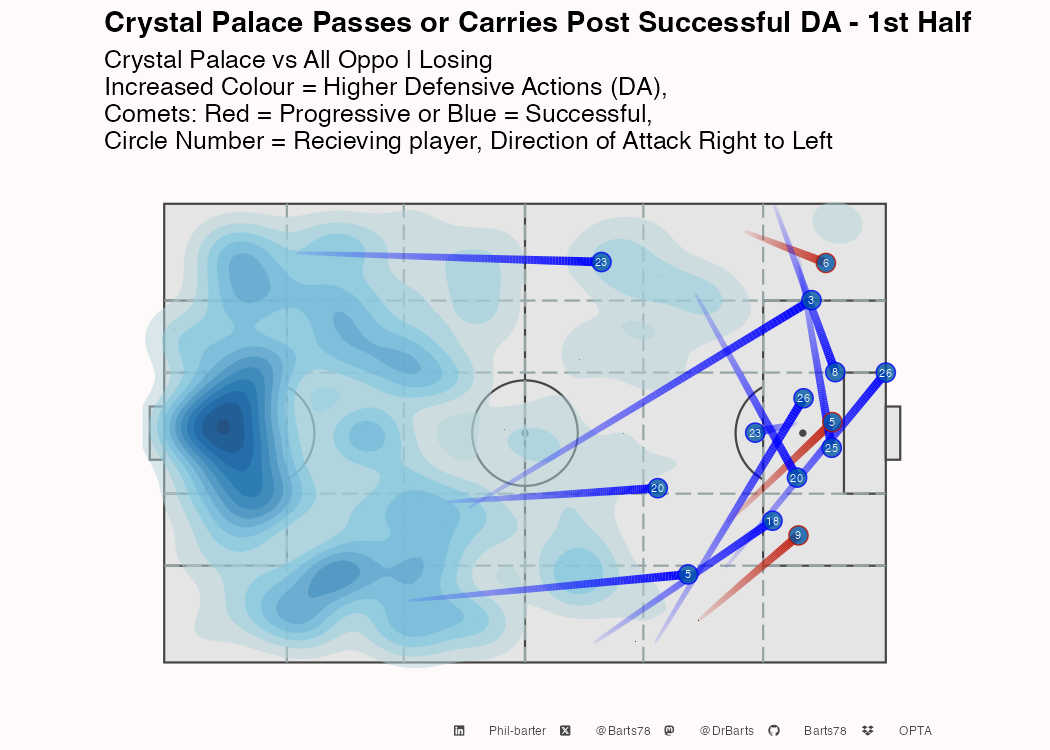 Crystal Palace Passes or Carries Post Successful DA - 1st Half
Crystal Palace vs All Oppo | Losing
Increased Colour = Higher Defensive Actions (DA),
Comets: Red = Progressive or Blue = Successful,
Circle Number = Recieving player, Direction of Attack Right to Left
23
6
3
8
26
26
5
23
25
20
20
18
9
5
Phil-barter @Barts78 @DrBarts Barts78 OPTA